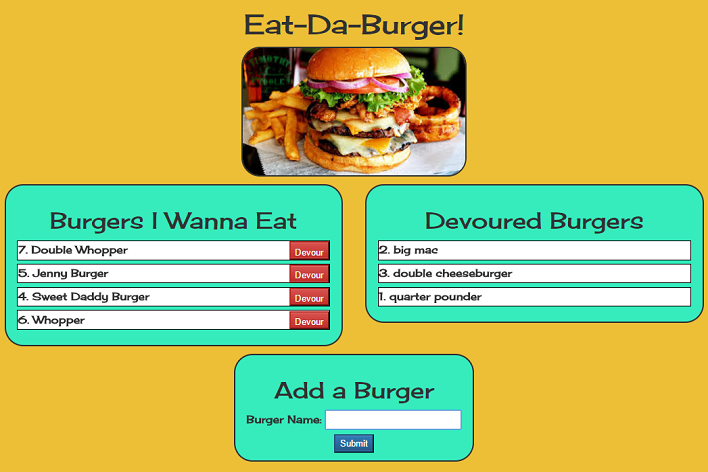 Eat-Da-Burger!
Burgers I Wanna Eat
7. Double Whopper Devour
5. Jenny Burger Devour
4. Sweet Daddy Burger Devour
6. Whopper Devour
Devoured Burgers
2. big mac
3. double cheeseburger
1. quarter pounder
Add a Burger
Burger Name:
Submit